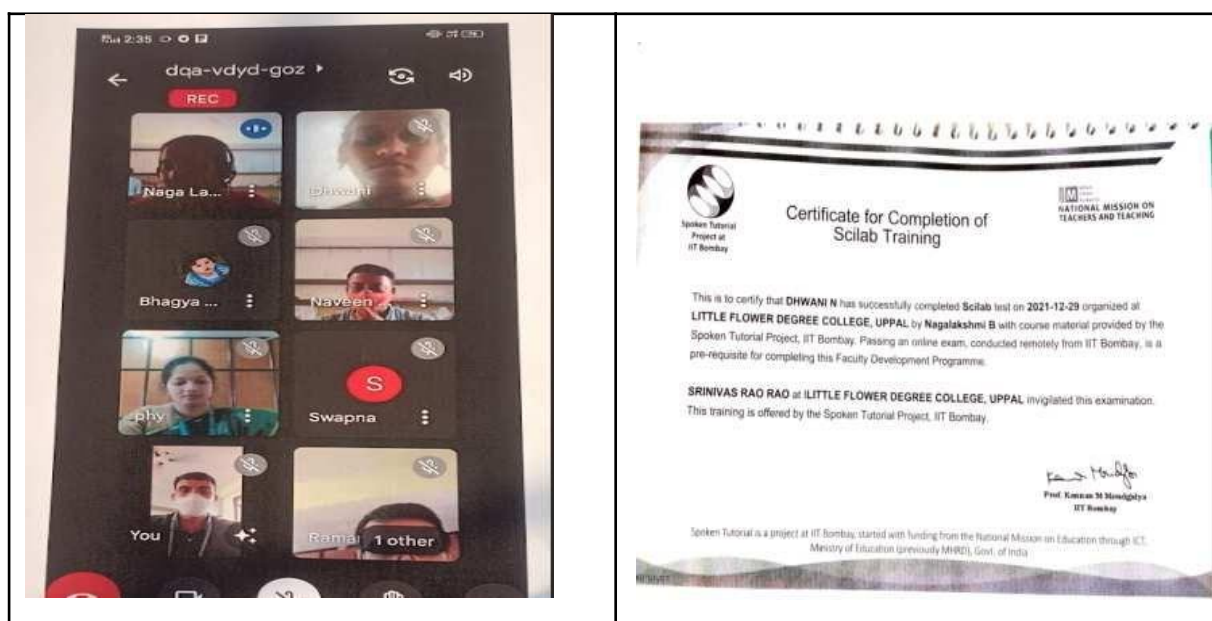 2:35
dqa-vdyd-goz
REC
Naga La...
Dhwani
Bhagya ...
Naveen
phy
S
Swapna
You
Ramar
1 other
Spoken Tutorial
Project at
IIT Bombay
NATIONAL MISSION ON
TEACHERS AND TEACHING
Certificate for Completion of
Scilab Training
This is to certify that DHWANI N has successfully completed Scilab test on 2021-12-29 organized at
LITTLE FLOWER DEGREE COLLEGE, UPPAL by Nagalakshmi B with course material provided by the
Spoken Tutorial Project, IIT Bombay. Passing an online exam, conducted remotely from IIT Bombay, is a
pre-requisite for completing this Faculty Development Programme.
SRINIVAS RAO RAO at lLITTLE FLOWER DEGREE COLLEGE, UPPAL invigilated this examination.
This training is offered by the Spoken Tutorial Project, IIT Bombay.
Prof. Kannan M Moudgalya
IIT Bombay
Spoken Tutorial is a project at IIT Bombay, started with funding from the National Mission on Education through ICT,
Ministry of Education (previously MHRD), Govt. of India